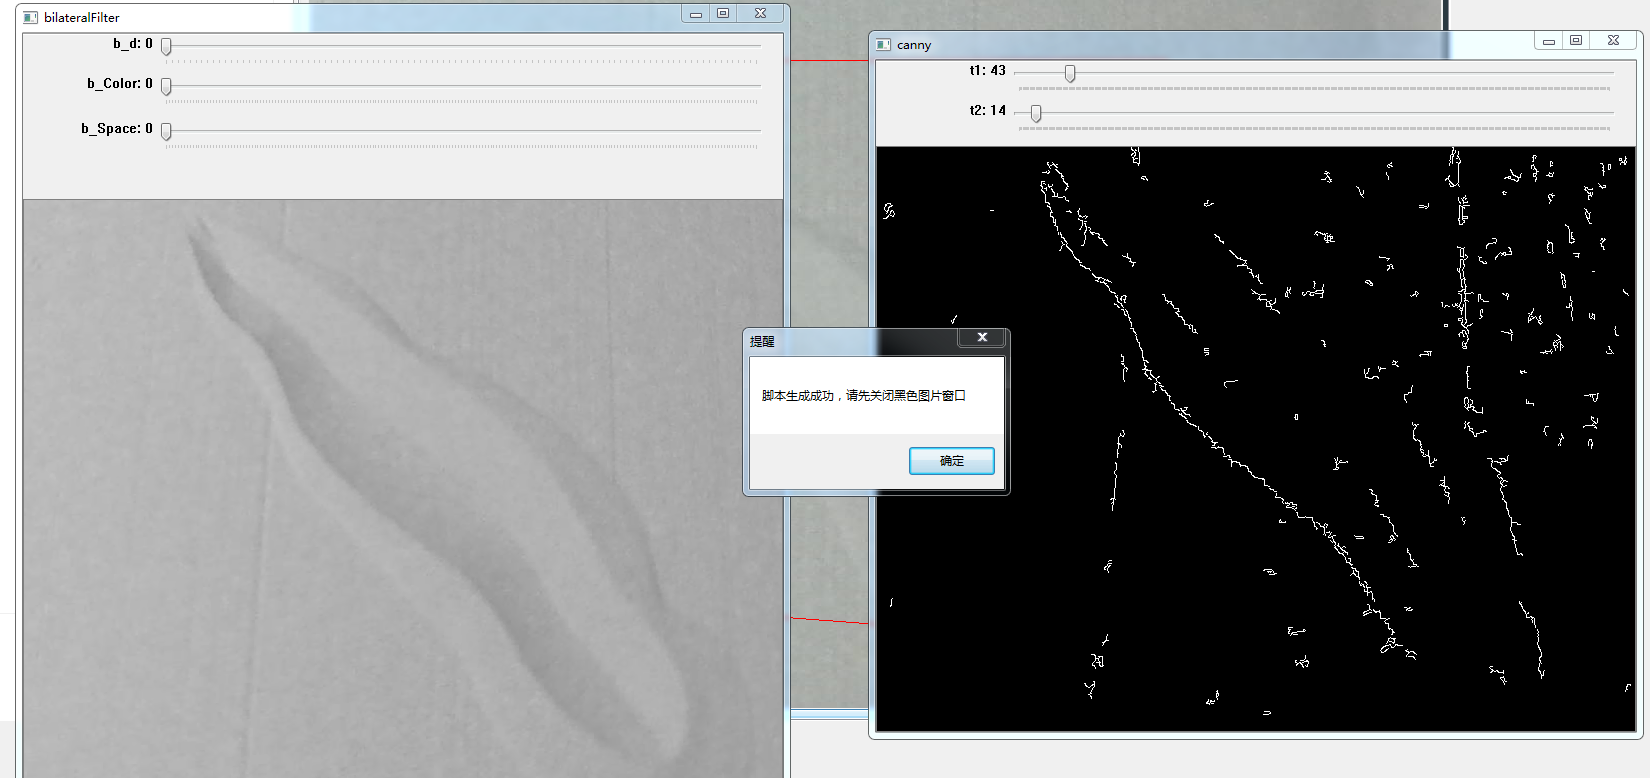 bilateralFilter
b_d: 0
b_Color: 0
b_Space: 0
canny
t1: 43
t2: 14
提醒
脚本生成成功，请先关闭黑色图片窗口
确定